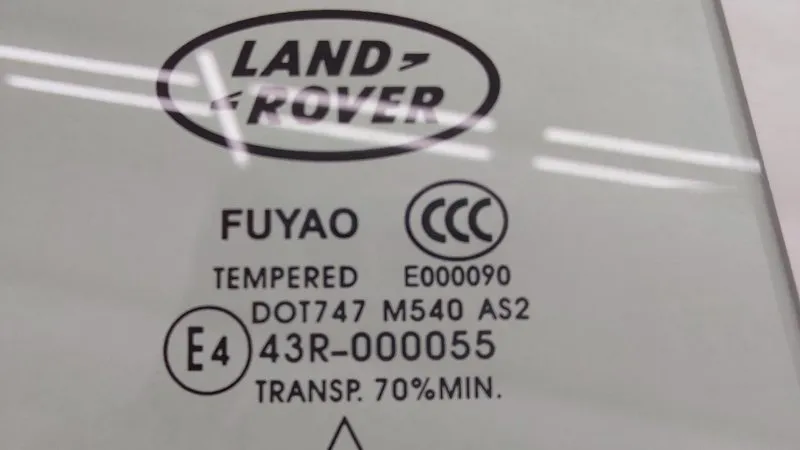 LAND
ROVER
FUYAO CCC
TEMPERED E000090
DOT747 M540 AS2
E4 43R-000055
TRANSP. 70%MIN.